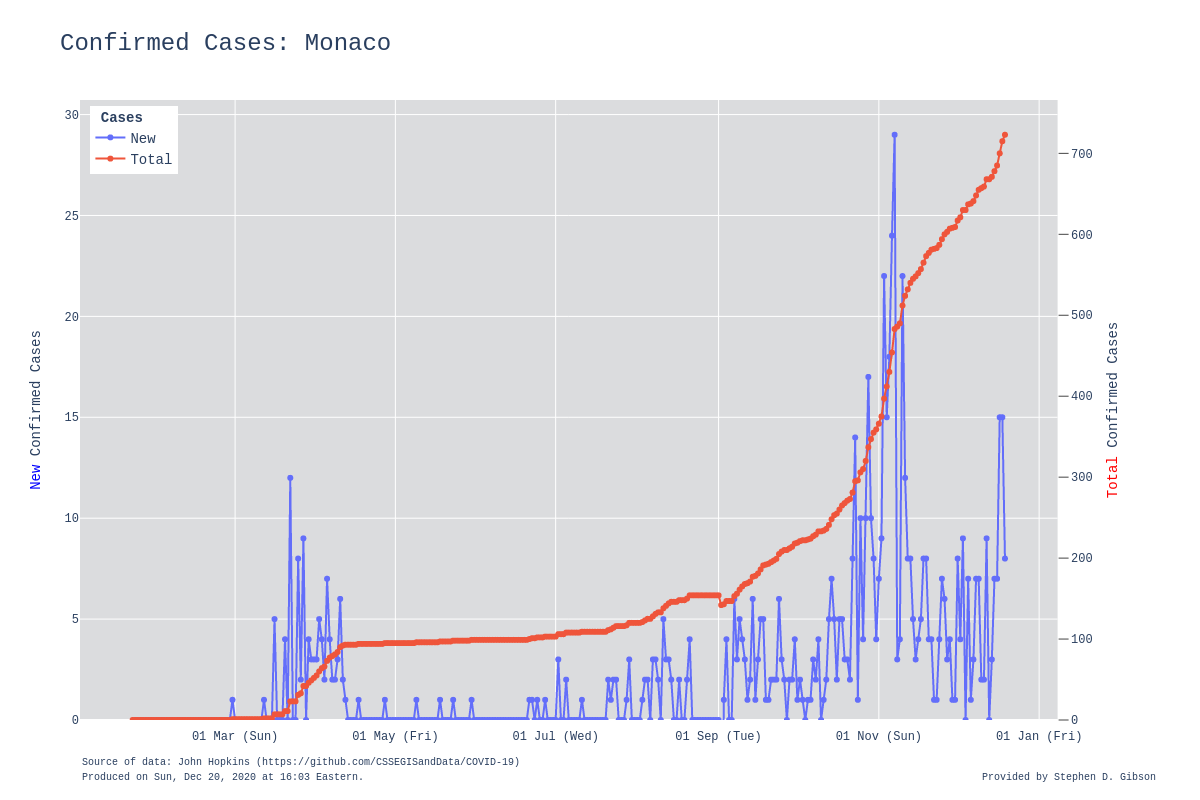 Confirmed Cases: Monaco
Cases
New
Total
30
25
20
15
10
5
0
700
600
500
400
300
200
100
0
New Confirmed Cases
Total Confirmed Cases
01 Mar (Sun)
01 May (Fri)
01 Jul (Wed)
01 Sep (Tue)
01 Nov (Sun)
01 Jan (Fri)
Source of data: John Hopkins (https://github.com/CSSEGISandData/COVID-19)
Produced on Sun, Dec 20, 2020 at 16:03 Eastern.
Provided by Stephen D. Gibson